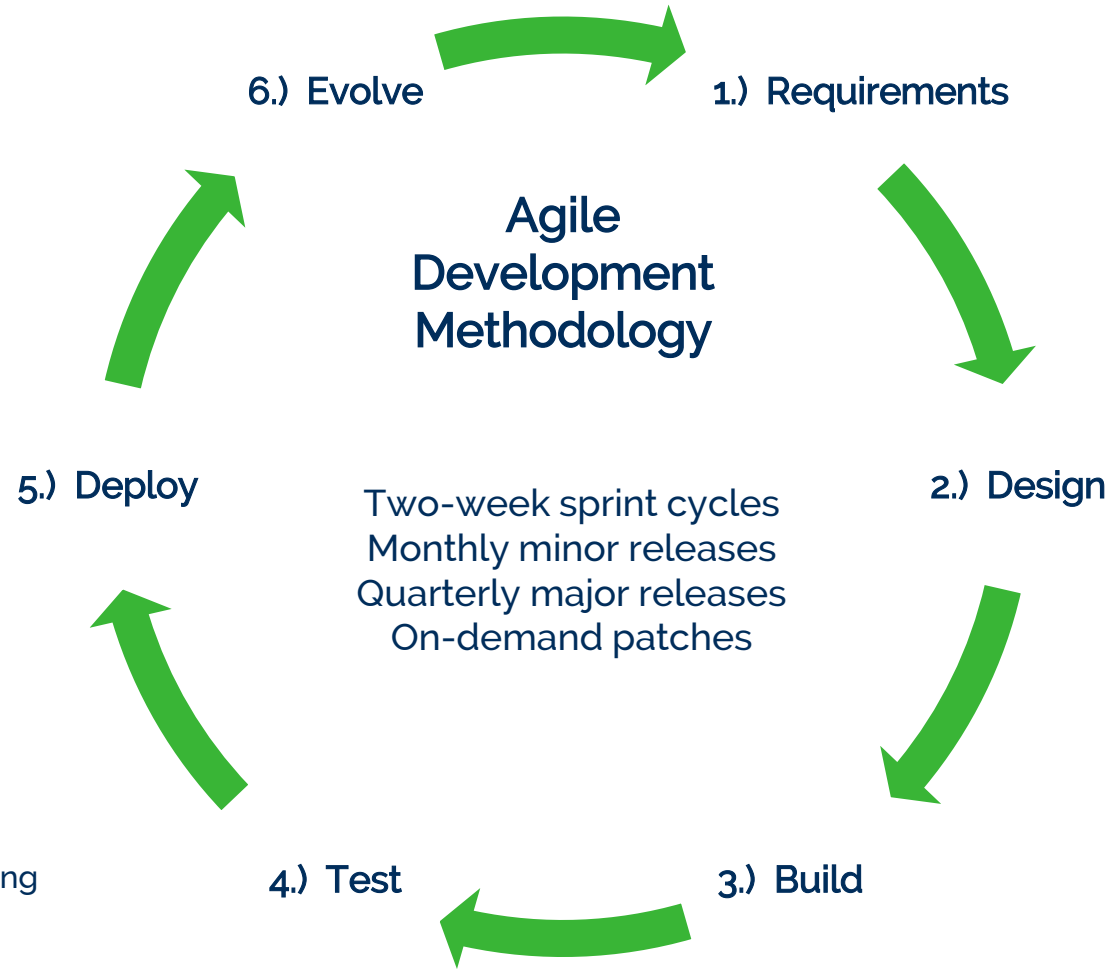 6.) Evolve
1.) Requirements
Agile
Development
Methodology
5.) Deploy
2.) Design
Two-week sprint cycles
Monthly minor releases
Quarterly major releases
On-demand patches
ng
4.) Test
3.) Build